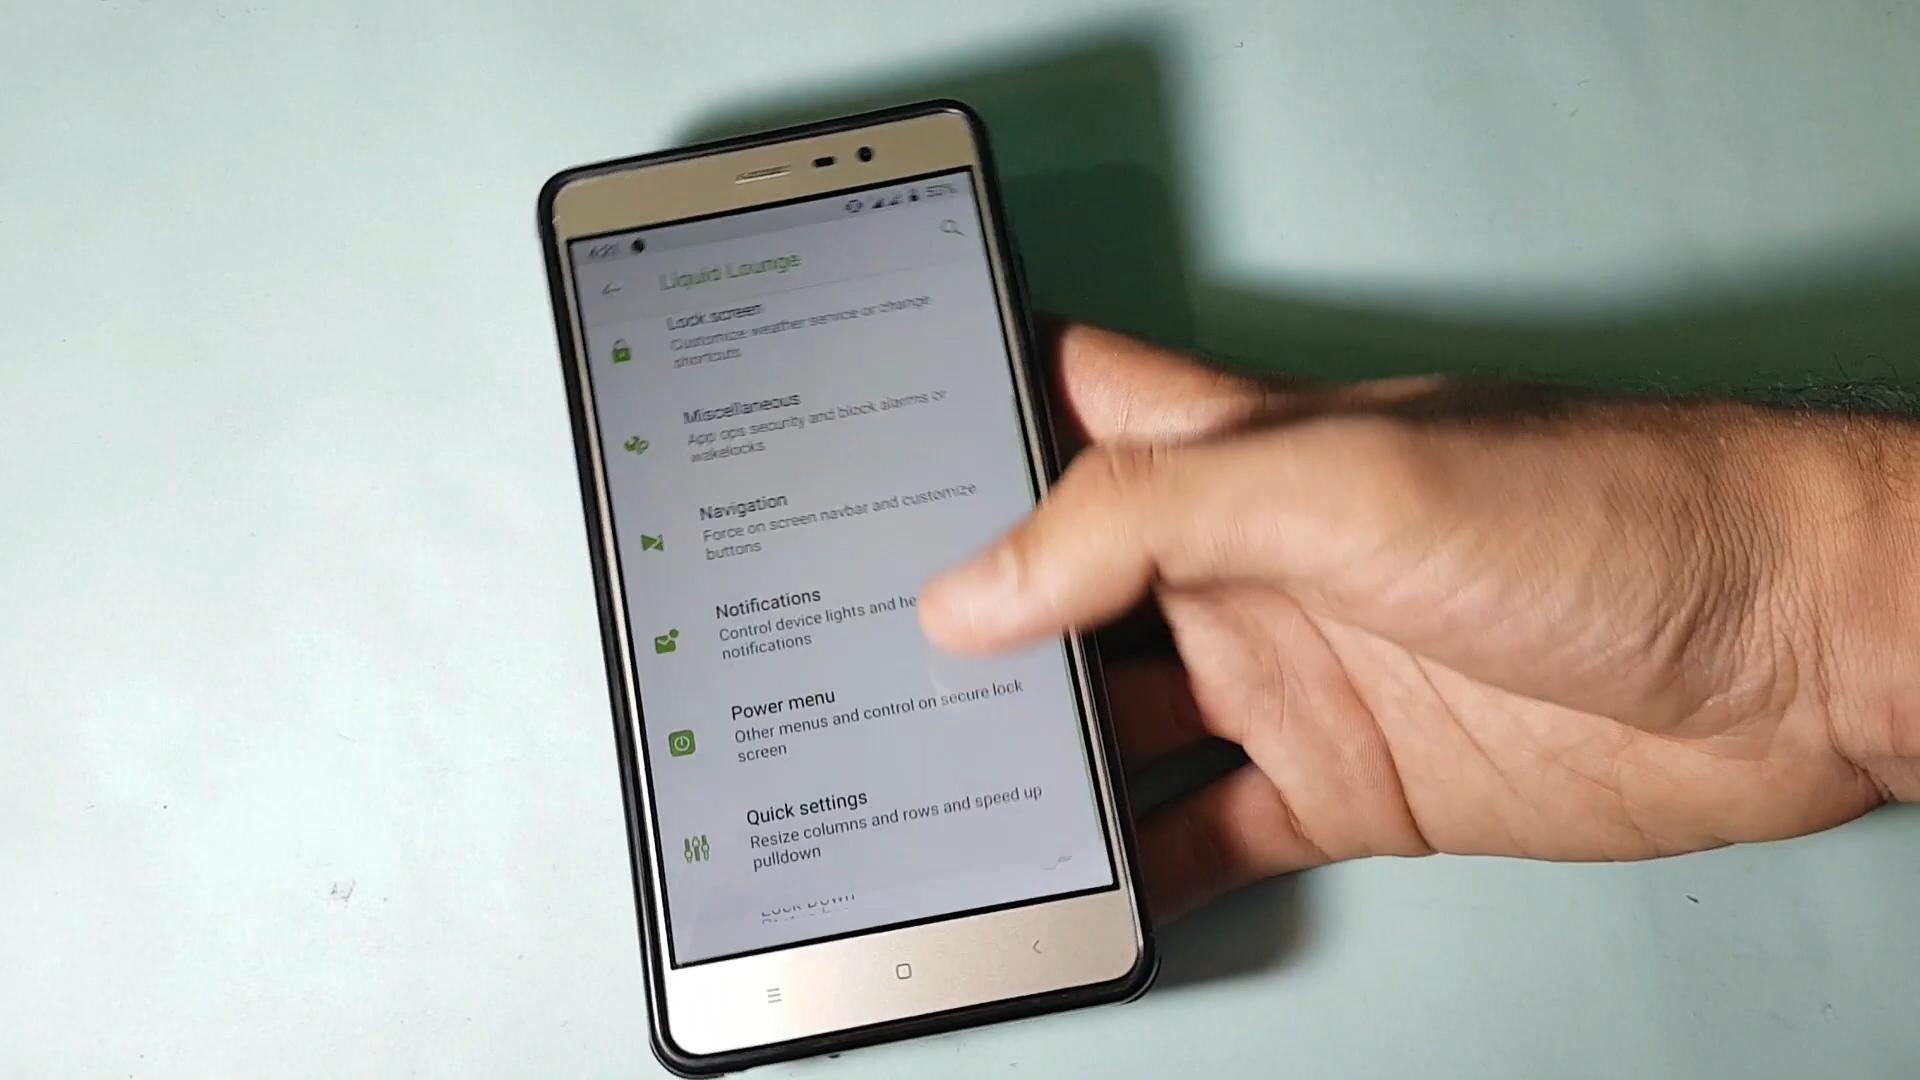 Liquid Lounge
Lock screen
Customize weather service or change
shortcuts
Miscellaneous
App ops security and block alarms or
wakelocks
Navigation
Force on screen navbar and customize
buttons
Notifications
Control device lights and he
notifications
Power menu
Other menus and control on secure lock
screen
Quick settings
Resize columns and rows and speed up
pulldown